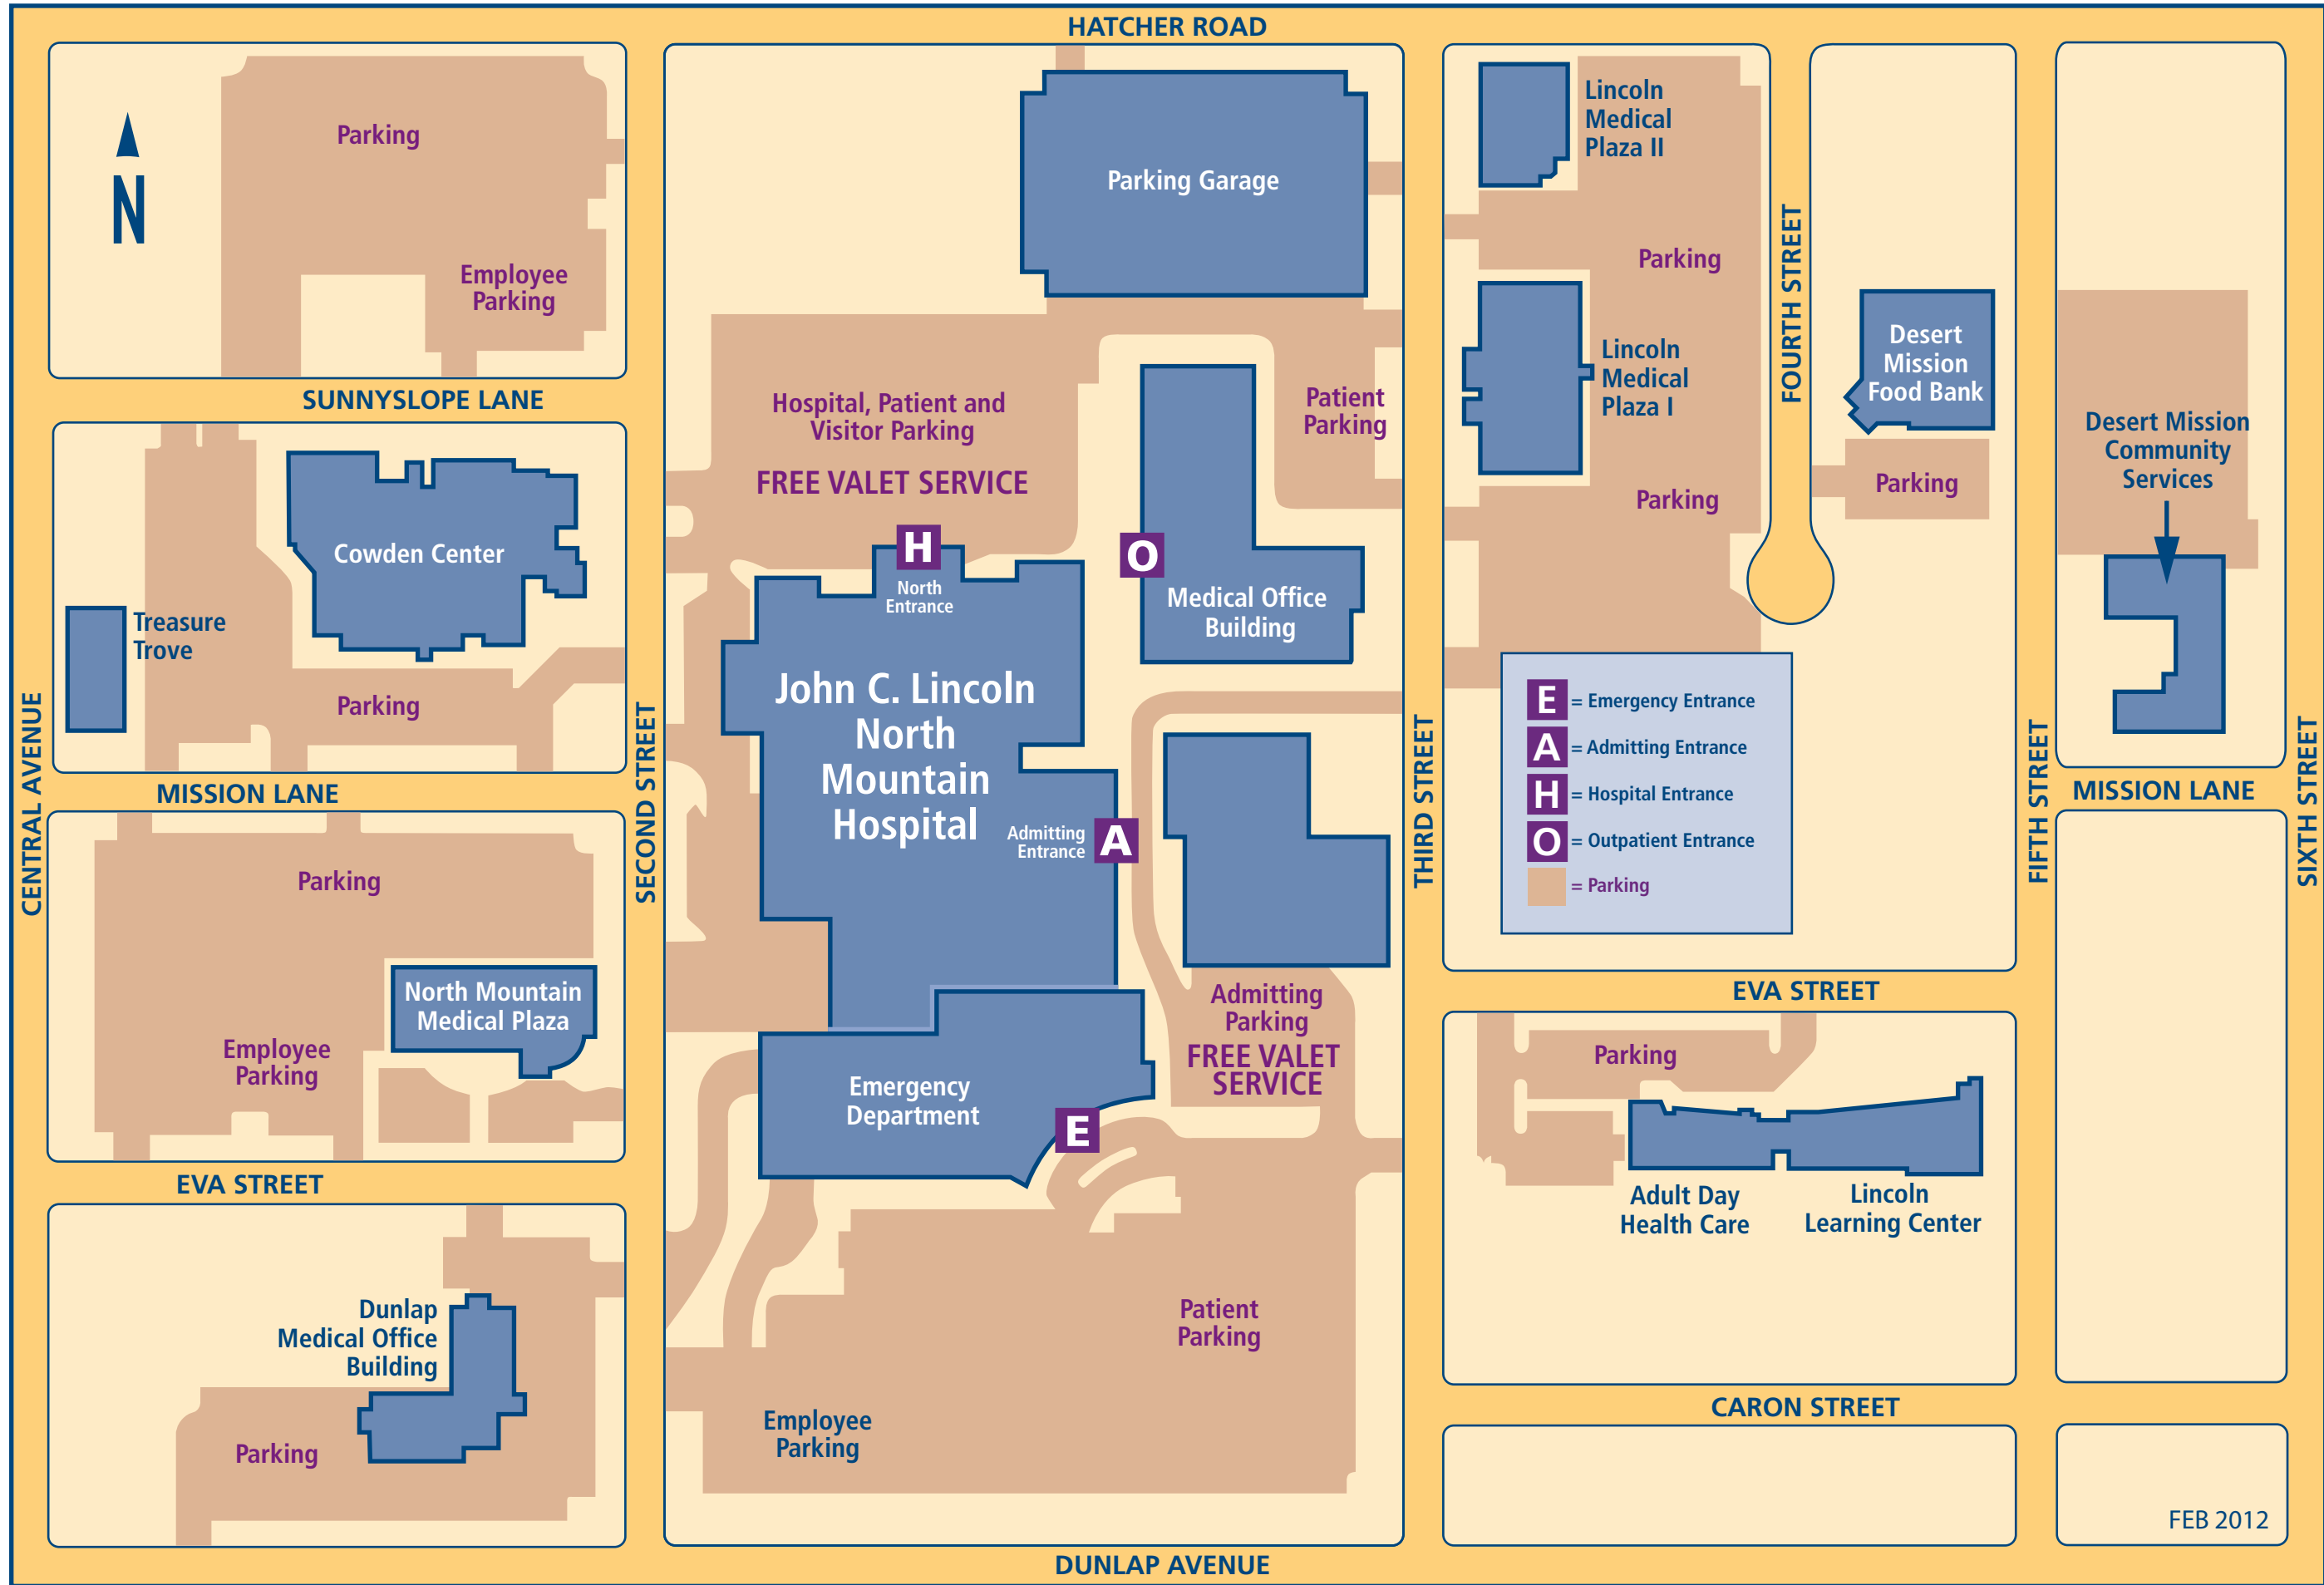 HATCHER ROAD
Parking
N
Employee
Parking
SUNNYSLOPE LANE
Cowden Center
Treasure
Trove
Parking
MISSION LANE
CENTRAL AVENUE
Parking
North Mountain
Medical Plaza
Employee
Parking
EVA STREET
Dunlap
Medical Office
Building
Parking
SECOND STREET
Parking Garage
Hospital, Patient and
Visitor Parking
FREE VALET SERVICE
Patient
Parking
H
North
Entrance
O
Medical Office
Building
John C. Lincoln
North
Mountain
Hospital
Admitting
Entrance
A
Admitting
Parking
FREE VALET
SERVICE
Emergency
Department
E
Patient
Parking
Employee
Parking
DUNLAP AVENUE
THIRD STREET
Lincoln
Medical
Plaza II
Parking
Lincoln
Medical
Plaza I
Parking
FOURTH STREET
Desert
Mission
Food Bank
Parking
E = Emergency Entrance
A = Admitting Entrance
H = Hospital Entrance
O = Outpatient Entrance
= Parking
EVA STREET
Parking
Adult Day
Health Care
Lincoln
Learning Center
CARON STREET
FIFTH STREET
Desert Mission
Community
Services
MISSION LANE
SIXTH STREET
FEB 2012